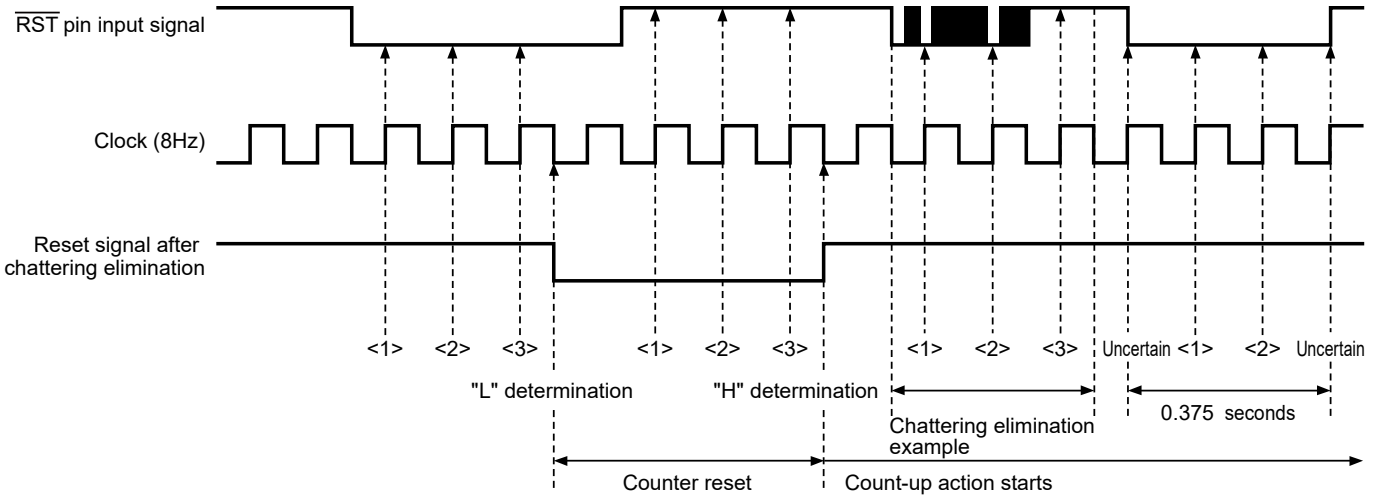 RST pin input signal
Clock (8Hz)
Reset signal after
chattering elimination
<1> <2> <3> <1> <2> <3> <1> <2> <3> Uncertain <1> <2> Uncertain
"L" determination "H" determination
0.375 seconds
Chattering elimination
example
Counter reset Count-up action starts